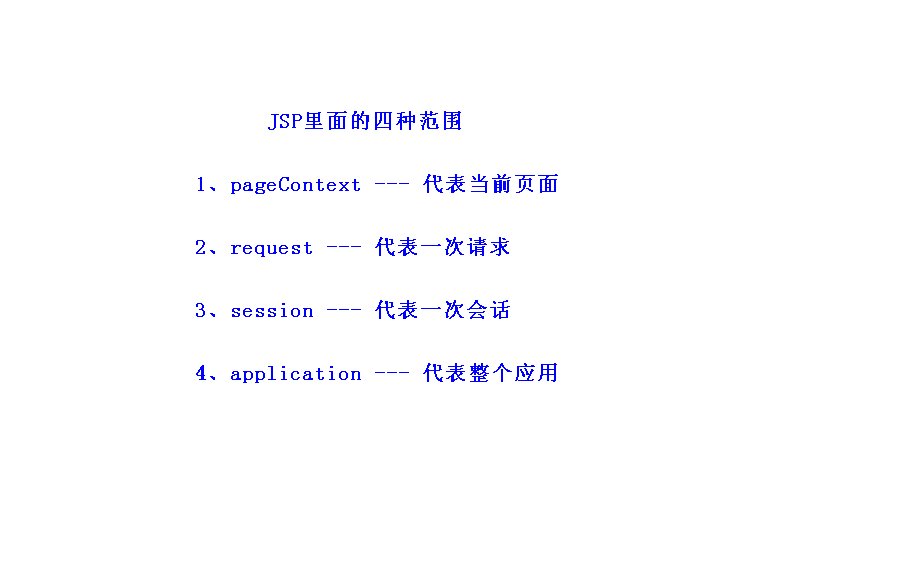 JSP里面的四种范围
1、pageContext --- 代表当前页面
2、request --- 代表一次请求
3、session --- 代表一次会话
4、application --- 代表整个应用